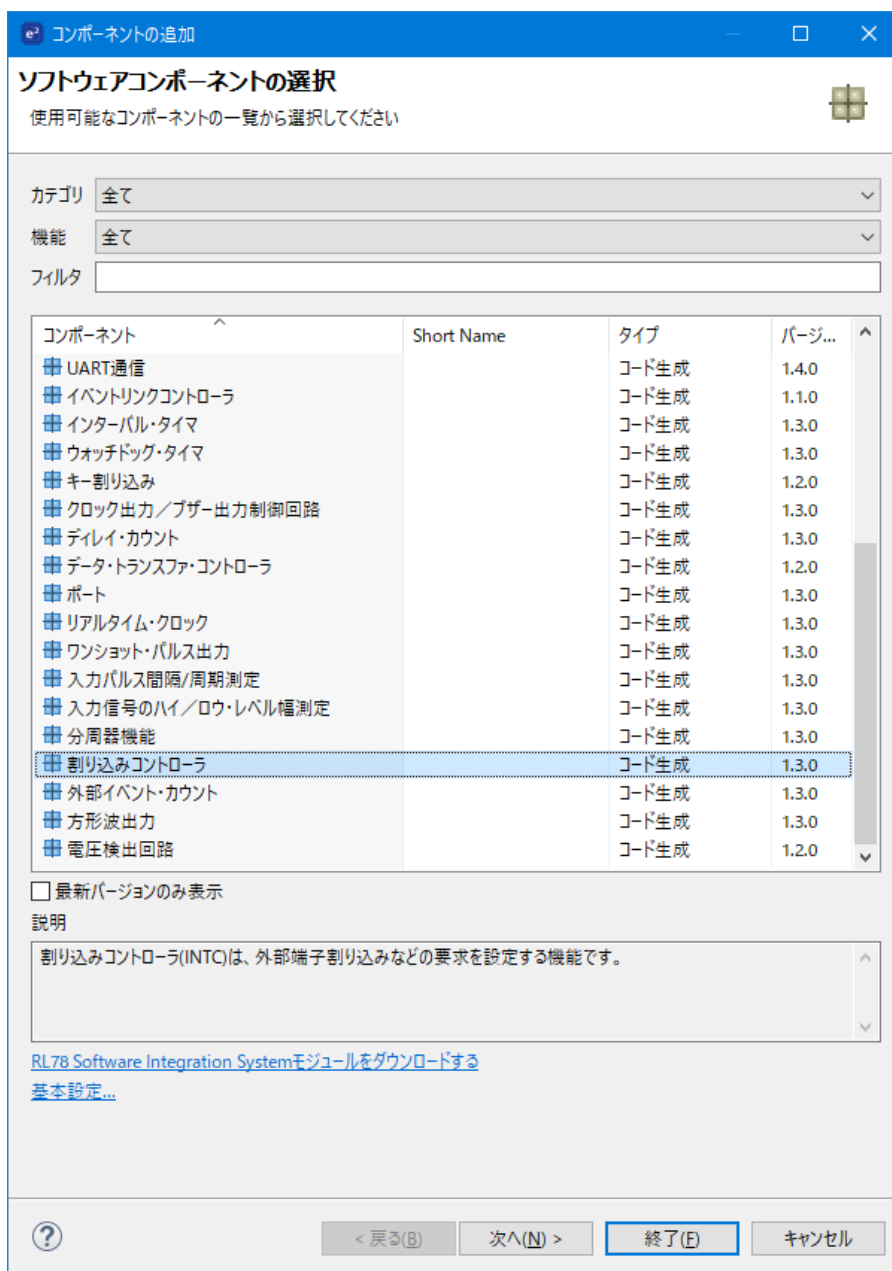 e² コンポーネントの追加
ソフトウェアコンポーネントの選択
使用可能なコンポーネントの一覧から選択してください
カテゴリ 全て
機能 全て
フィルタ
コンポーネント Short Name タイプ バージ...
UART通信 コード生成 1.4.0
イベントリンクコントローラ コード生成 1.1.0
インターバル・タイマ コード生成 1.3.0
ウォッチドッグ・タイマ コード生成 1.3.0
キー割り込み コード生成 1.2.0
クロック出力/ブザー出力制御回路 コード生成 1.3.0
ディレイ・カウント コード生成 1.3.0
データ・トランスファ・コントローラ コード生成 1.2.0
ポート コード生成 1.3.0
リアルタイム・クロック コード生成 1.3.0
ワンショット・パルス出力 コード生成 1.3.0
入力パルス間隔/周期測定 コード生成 1.3.0
入力信号のハイ/ロウ・レベル幅測定 コード生成 1.3.0
分周器機能 コード生成 1.3.0
割り込みコントローラ コード生成 1.3.0
外部イベント・カウント コード生成 1.3.0
方形波出力 コード生成 1.3.0
電圧検出回路 コード生成 1.2.0
最新バージョンのみ表示
説明
割り込みコントローラ(INTC)は、外部端子割り込みなどの要求を設定する機能です。
RL78 Software Integration Systemモジュールをダウンロードする
基本設定...
? < 戻る(B) 次へ(N) > 終了(F) キャンセル